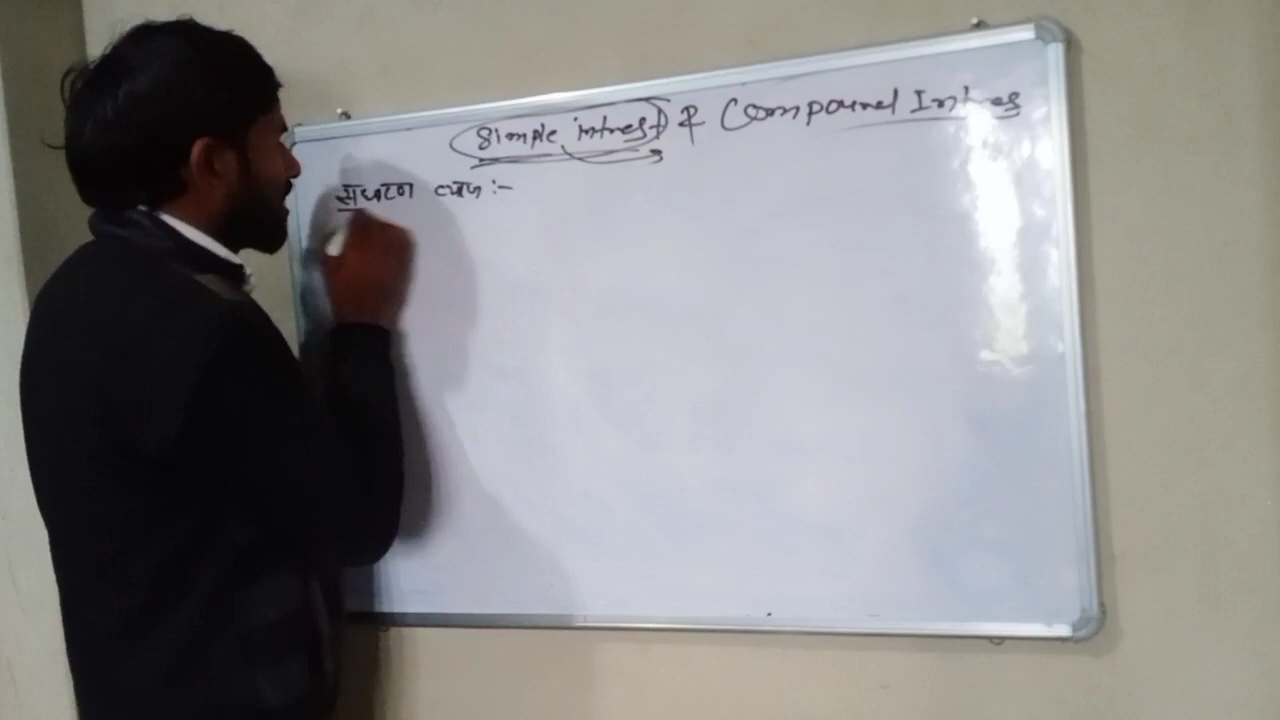 Simple intrest & Compound Intres
साधारण ब्याज :-